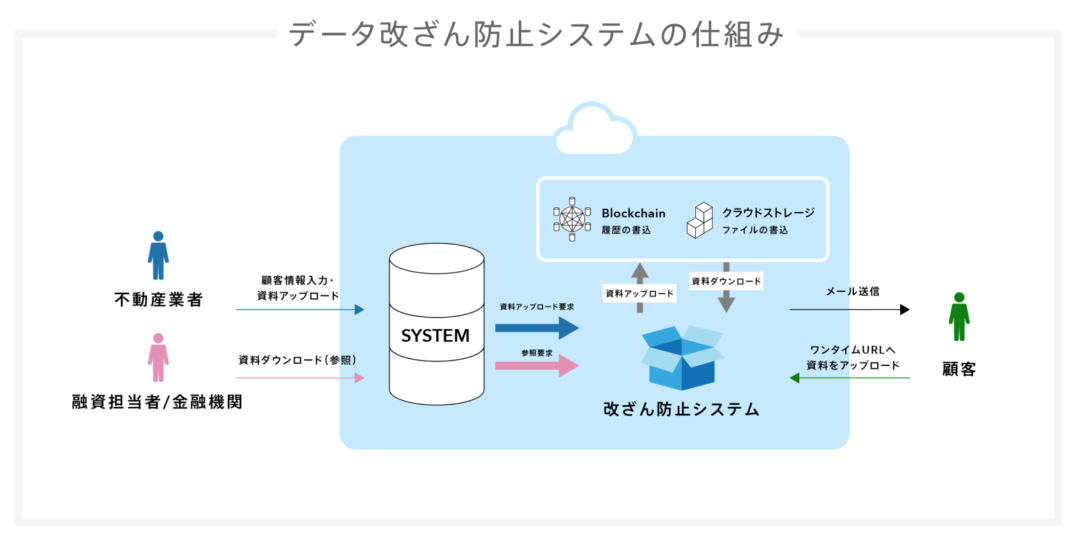 データ改ざん防止システムの仕組み
Blockchain
履歴の書込
クラウドストレージ
ファイルの書込
不動産業者
顧客情報入力・
資料アップロード
資料アップロード
資料ダウンロード
SYSTEM
資料アップロード要求
参照要求
メール送信
融資担当者/金融機関
資料ダウンロード(参照)
改ざん防止システム
ワンタイムURLへ
資料をアップロード
顧客